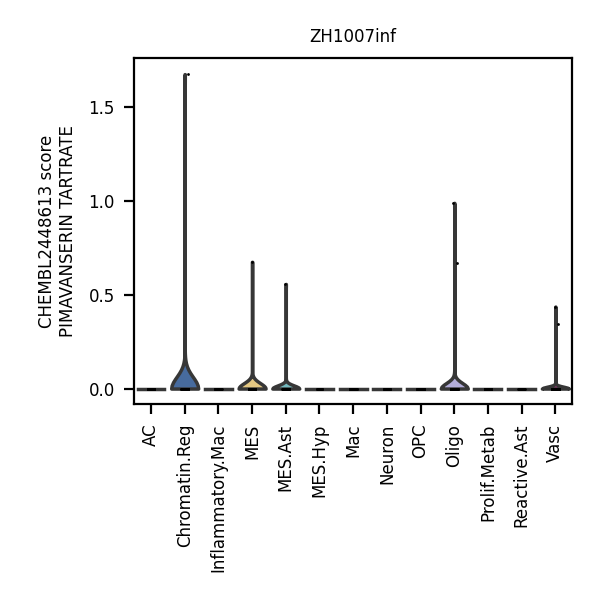 ZH1007inf
CHEMBL2448613 score
PIMAVANSERIN TARTRATE
1.5
1.0
0.5
0.0
AC
Chromatin.Reg
Inflammatory.Mac
MES
MES.Ast
MES.Hyp
Mac
Neuron
OPC
Oligo
Prolif.Metab
Reactive.Ast
Vasc